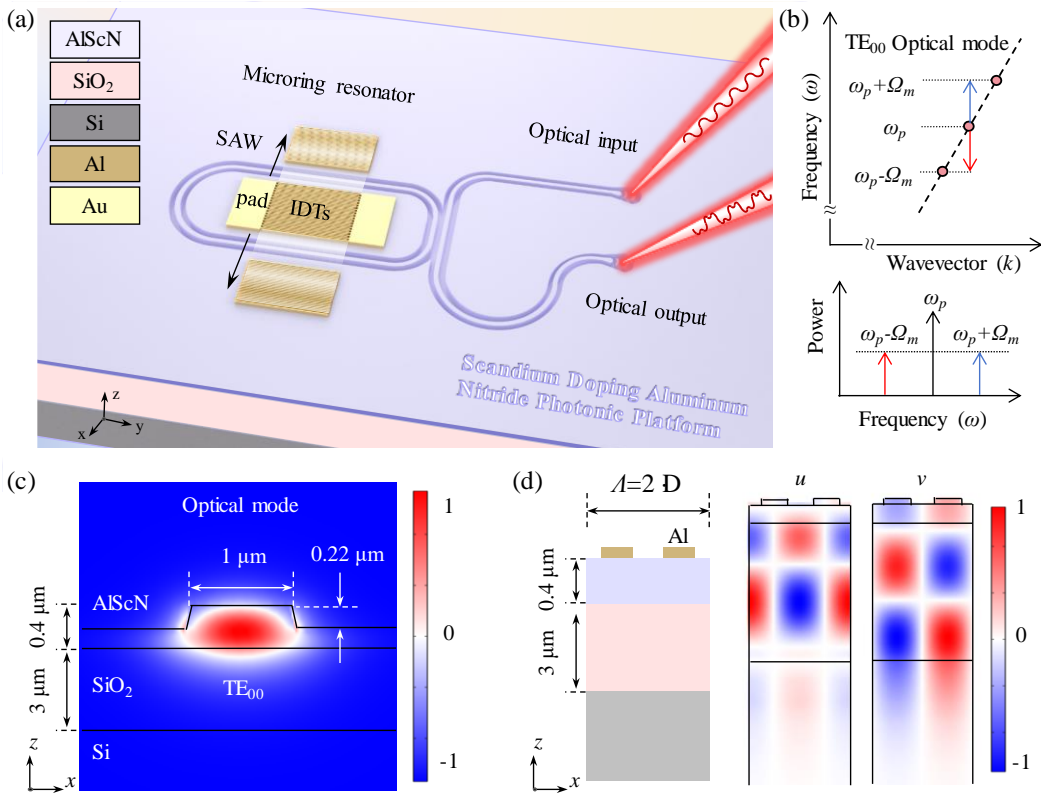 (a)
AlScN
SiO₂
Si
Al
Au
Microring resonator
SAW
pad
IDTs
Optical input
Optical output
Scandium Doping Aluminum
Nitride Photonic Platform
z
x
y
(b)
TE₀₀ Optical mode
Frequency (ω)
ωₚ+Ωₘ
ωₚ
ωₚ-Ωₘ
Wavevector (k)
Power
ωₚ
ωₚ-Ωₘ
ωₚ+Ωₘ
Frequency (ω)
(c)
Optical mode
1 μm
0.22 μm
AlScN
0.4 μm
SiO₂
TE₀₀
3 μm
Si
z
x
1
0
-1
(d)
Λ=2 D
Al
0.4 μm
3 μm
z
x
u
v
1
0
-1